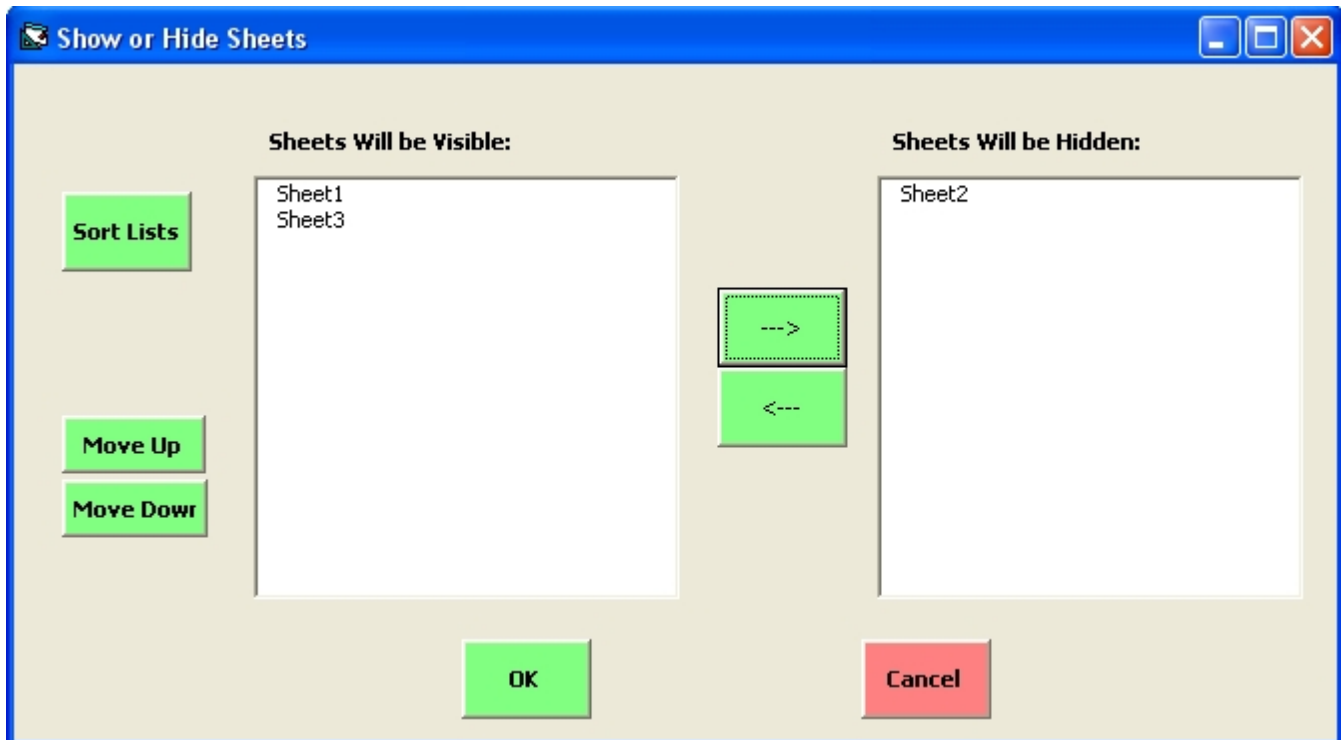 Show or Hide Sheets
Sheets Will be Visible:
Sheets Will be Hidden:
Sheet1
Sheet3
Sheet2
Sort Lists
--->
<---
Move Up
Move Down
OK
Cancel